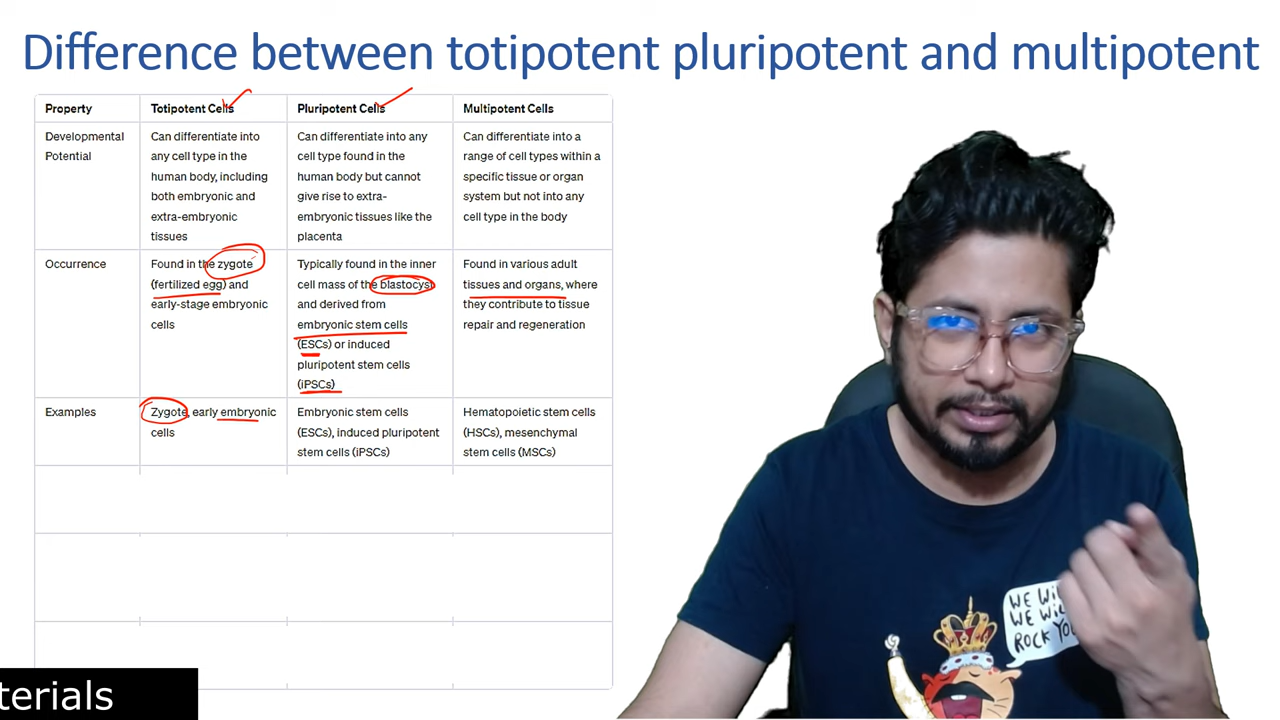 Difference between totipotent pluripotent and multipotent
Property
Totipotent Cells
Pluripotent Cells
Multipotent Cells
Developmental
Potential
Can differentiate into
any cell type in the
human body, including
both embryonic and
extra-embryonic
tissues
Can differentiate into any
cell type found in the
human body but cannot
give rise to extra-
embryonic tissues like the
placenta
Can differentiate into a
range of cell types within a
specific tissue or organ
system but not into any
cell type in the body
Occurrence
Found in the zygote
(fertilized egg) and
early-stage embryonic
cells
Typically found in the inner
cell mass of the blastocyst
and derived from
embryonic stem cells
(ESCs) or induced
pluripotent stem cells
(iPSCs)
Found in various adult
tissues and organs, where
they contribute to tissue
repair and regeneration
Examples
Zygote, early embryonic
cells
Embryonic stem cells
(ESCs), induced pluripotent
stem cells (iPSCs)
Hematopoietic stem cells
(HSCs), mesenchymal
stem cells (MSCs)
WE
WE
ROCK
terials